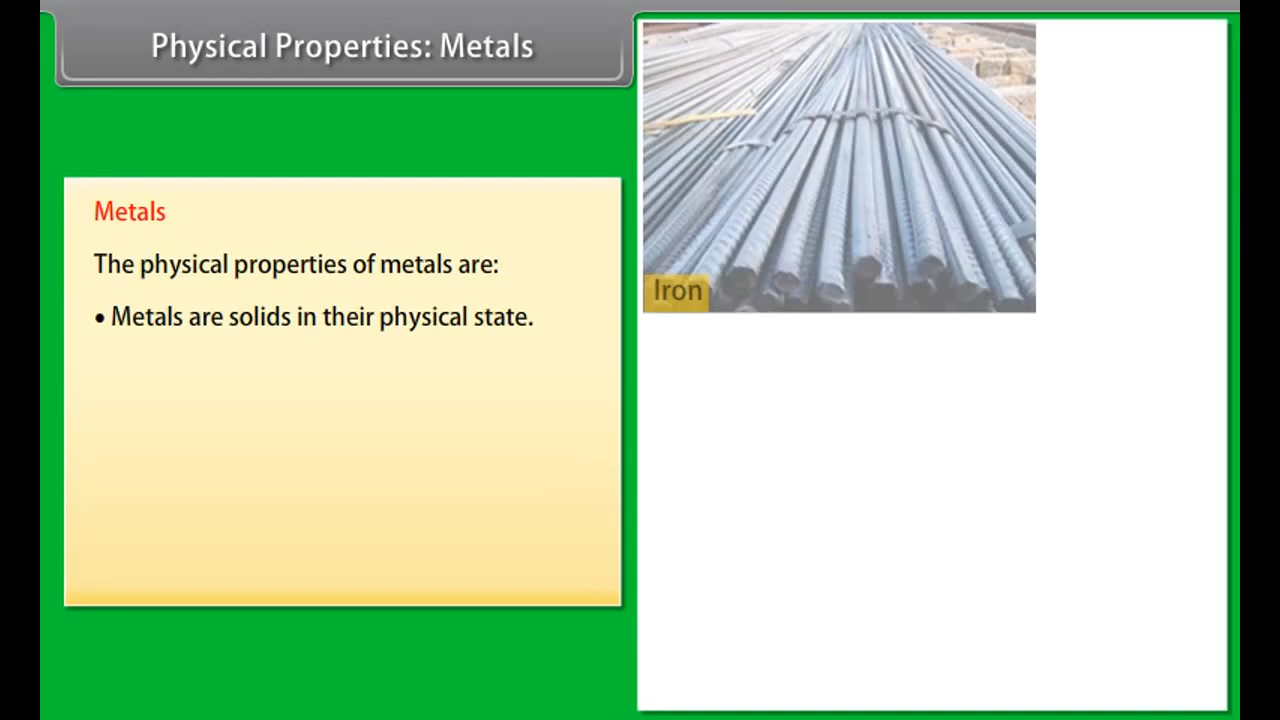 Physical Properties: Metals
Metals
The physical properties of metals are:
• Metals are solids in their physical state.
Iron